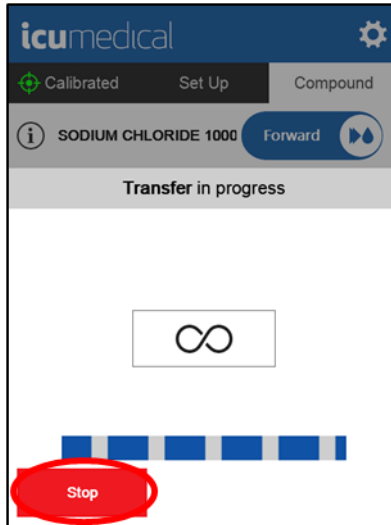 icumedical
Calibrated Set Up Compound
i SODIUM CHLORIDE 1000 Forward
Transfer in progress
∞
Stop